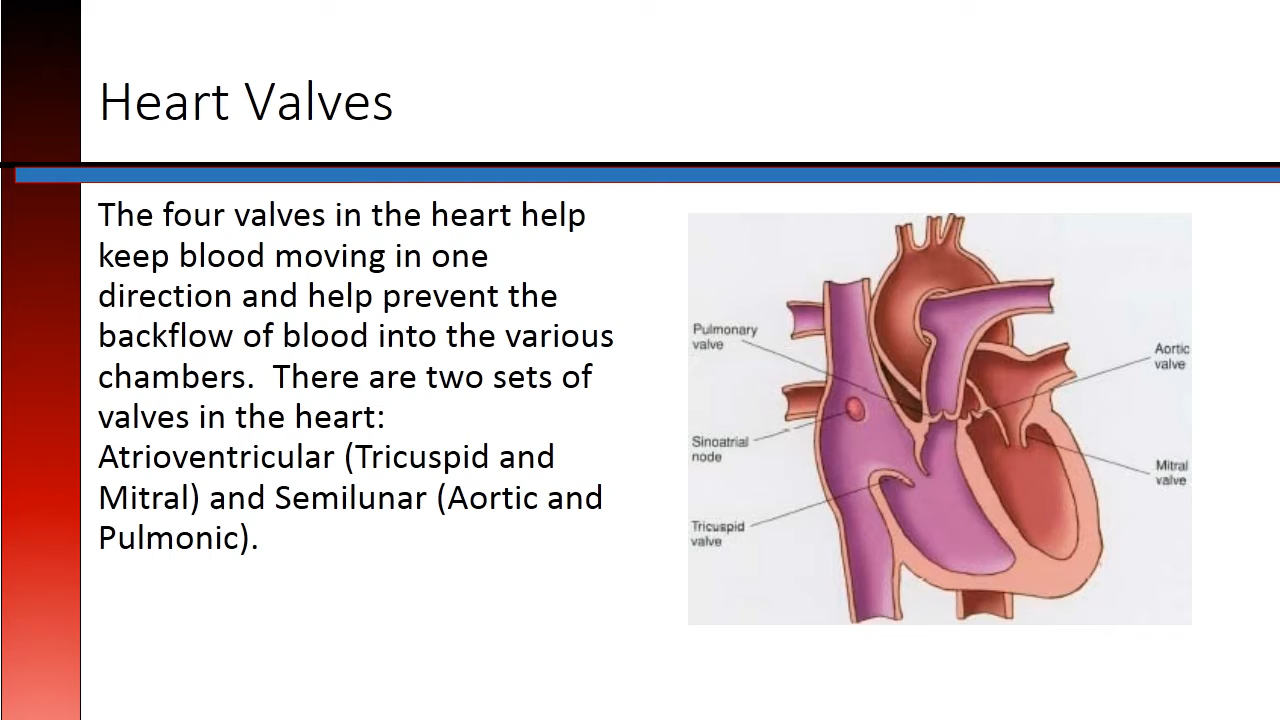 Heart Valves
The four valves in the heart help
keep blood moving in one
direction and help prevent the
backflow of blood into the various
chambers.  There are two sets of
valves in the heart:
Atrioventricular (Tricuspid and
Mitral) and Semilunar (Aortic and
Pulmonic).
Pulmonary
valve
Sinoatrial
node
Tricuspid
valve
Aortic
valve
Mitral
valve